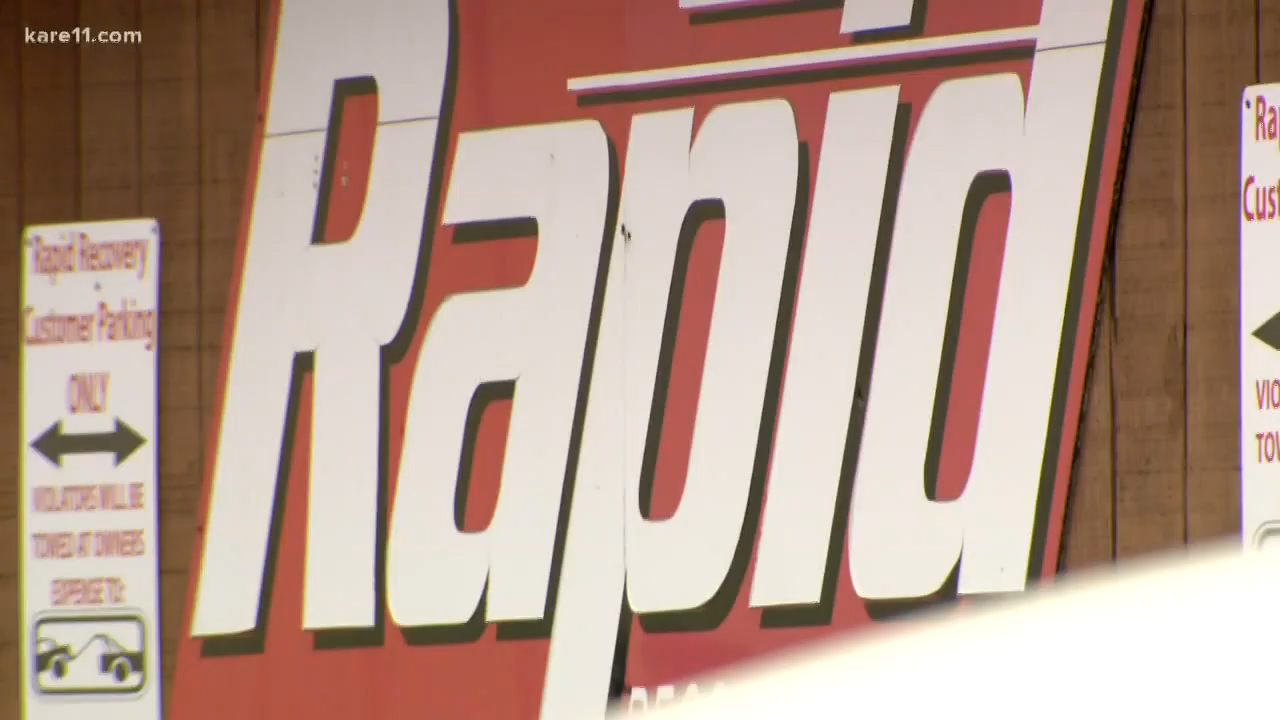 kare11.com
Rapid
Rapid Recovery
Customer Parking
ONLY
VIOLATORS WILL BE
TOWED AT OWNERS
EXPENSE TO: